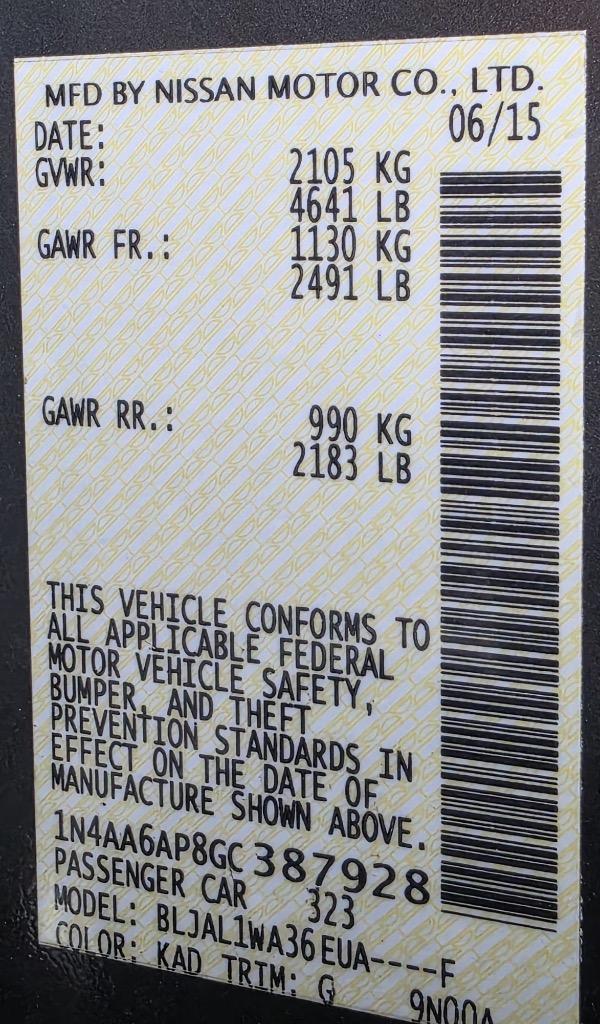 MFD BY NISSAN MOTOR CO., LTD.
DATE: 06/15
GVWR: 2105 KG
4641 LB
GAWR FR.: 1130 KG
2491 LB
GAWR RR.: 990 KG
2183 LB
THIS VEHICLE CONFORMS TO
ALL APPLICABLE FEDERAL
MOTOR VEHICLE SAFETY,
BUMPER, AND THEFT
PREVENTION STANDARDS IN
EFFECT ON THE DATE OF
MANUFACTURE SHOWN ABOVE.
1N4AA6AP8GC387928
PASSENGER CAR 323
MODEL: BLJAL1WA36EUA----F
COLOR: KAD TRIM: G 9N00A